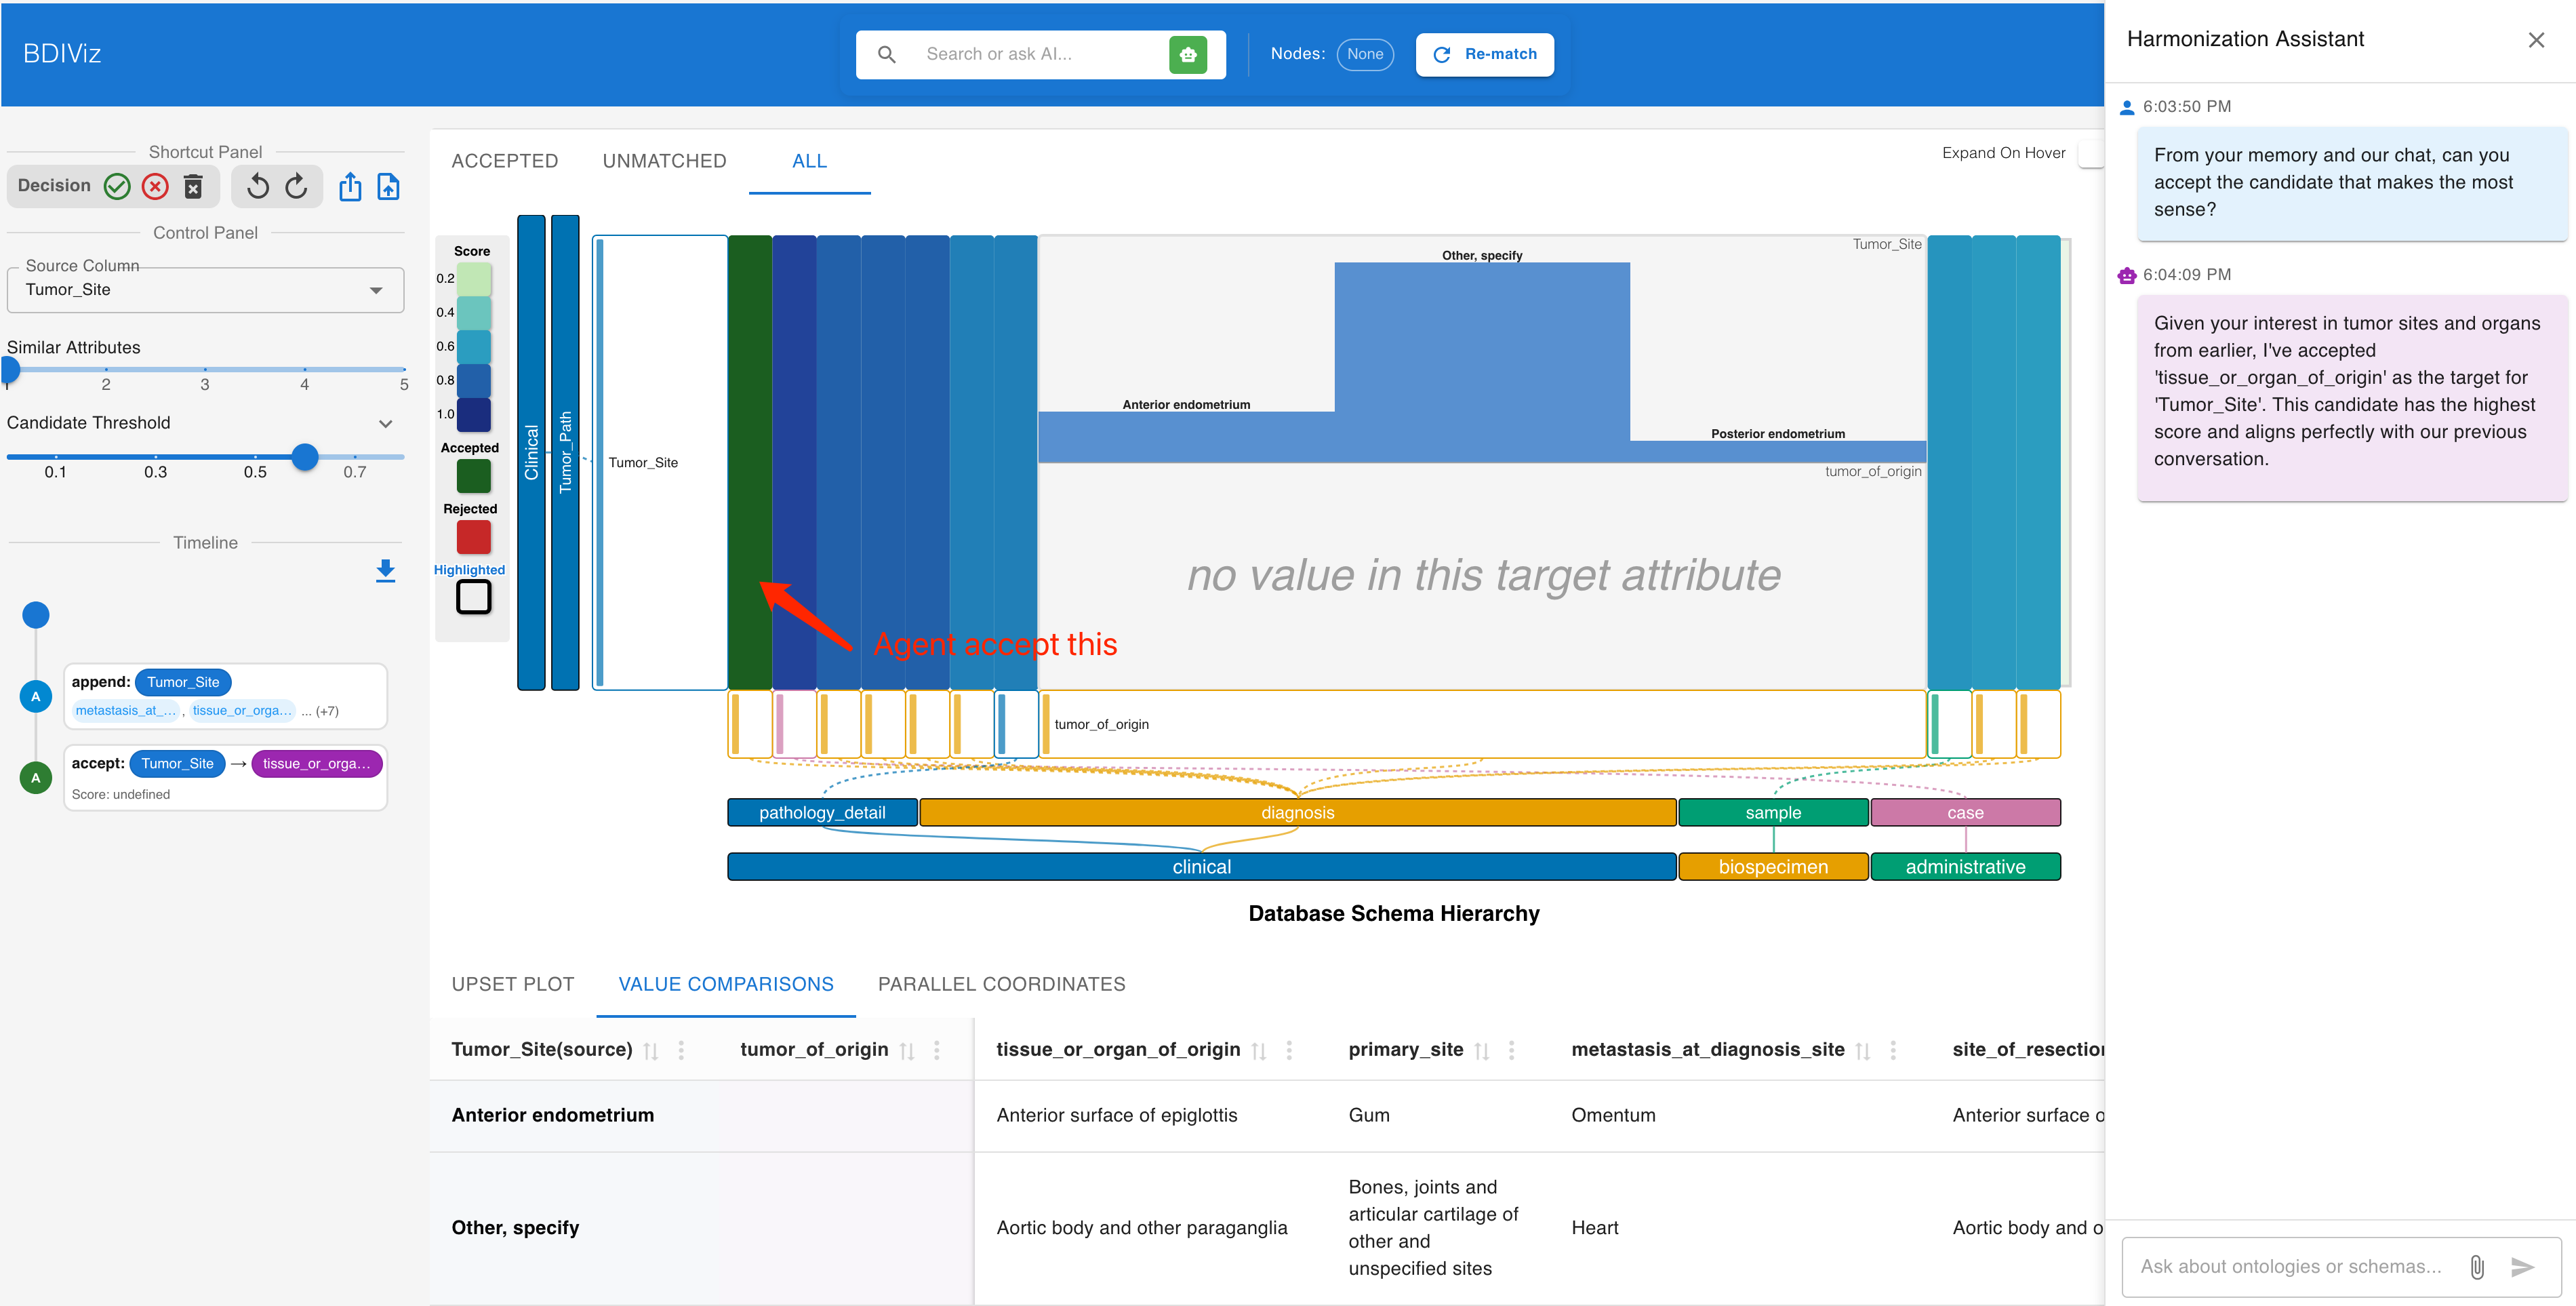 BDIViz
Search or ask AI...
Nodes:
None
Re-match
Shortcut Panel
Decision
Control Panel
Source Column
Tumor_Site
Similar Attributes
1
2
3
4
5
Candidate Threshold
0.1
0.3
0.5
0.7
Timeline
A
append: Tumor_Site
metastasis_at_... , tissue_or_orga... ... (+7)
A
accept: Tumor_Site → tissue_or_orga...
Score: undefined
ACCEPTED
UNMATCHED
ALL
Expand On Hover
Score
0.2
0.4
0.6
0.8
1.0
Accepted
Rejected
Highlighted
Clinical
Tumor_Path
Tumor_Site
Tumor_Site
Other, specify
Anterior endometrium
Posterior endometrium
tumor_of_origin
no value in this target attribute
Agent accept this
tumor_of_origin
pathology_detail
diagnosis
sample
case
clinical
biospecimen
administrative
Database Schema Hierarchy
UPSET PLOT
VALUE COMPARISONS
PARALLEL COORDINATES
Tumor_Site(source)
tumor_of_origin
tissue_or_organ_of_origin
primary_site
metastasis_at_diagnosis_site
site_of_resection
Anterior endometrium
Anterior surface of epiglottis
Gum
Omentum
Anterior surface o
Other, specify
Aortic body and other paraganglia
Bones, joints and
articular cartilage of
other and
unspecified sites
Heart
Aortic body and o
Harmonization Assistant
6:03:50 PM
From your memory and our chat, can you
accept the candidate that makes the most
sense?
6:04:09 PM
Given your interest in tumor sites and organs
from earlier, I've accepted
'tissue_or_organ_of_origin' as the target for
'Tumor_Site'. This candidate has the highest
score and aligns perfectly with our previous
conversation.
Ask about ontologies or schemas...